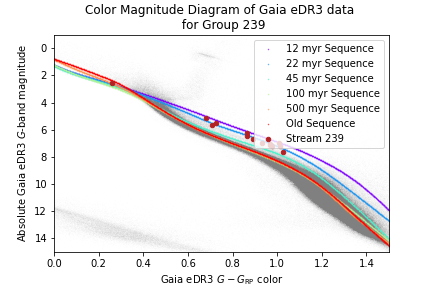 Color Magnitude Diagram of Gaia eDR3 data
for Group 239
Absolute Gaia eDR3 G-band magnitude
0
2
4
6
8
10
12
14
12 myr Sequence
22 myr Sequence
45 myr Sequence
100 myr Sequence
500 myr Sequence
Old Sequence
Stream 239
0.0 0.2 0.4 0.6 0.8 1.0 1.2 1.4
Gaia eDR3 G − G_RP color